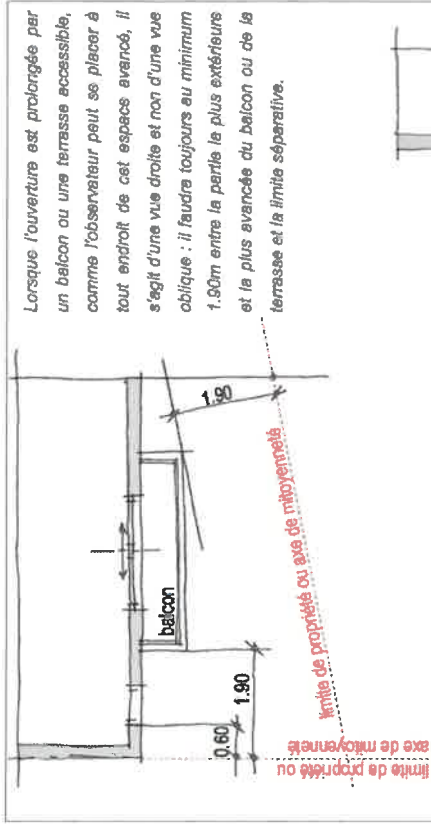 Lorsque l'ouverture est prolongée par
un balcon ou une terrasse accessible,
comme l'observateur peut se placer à
tout endroit de cet espace avancé, il
s'agit d'une vue droite et non d'une vue
oblique : il faudra toujours au minimum
1.90m entre la partie la plus extérieure
et la plus avancée du balcon ou de la
terrasse et la limite séparative.
balcon
1.90
1.90
0.60
limite de propriété ou axe de mitoyenneté
limite de propriété ou
axe de mitoyenneté